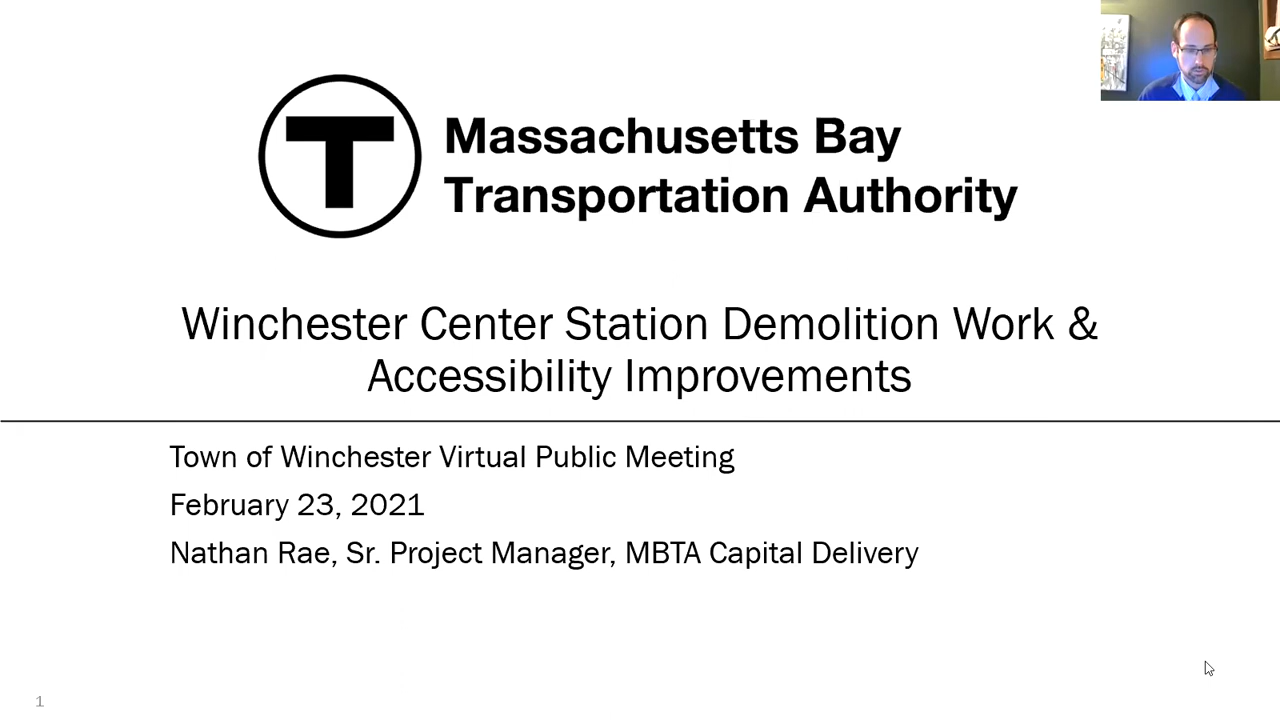 T
Massachusetts Bay
Transportation Authority
Winchester Center Station Demolition Work &
Accessibility Improvements
Town of Winchester Virtual Public Meeting
February 23, 2021
Nathan Rae, Sr. Project Manager, MBTA Capital Delivery
1